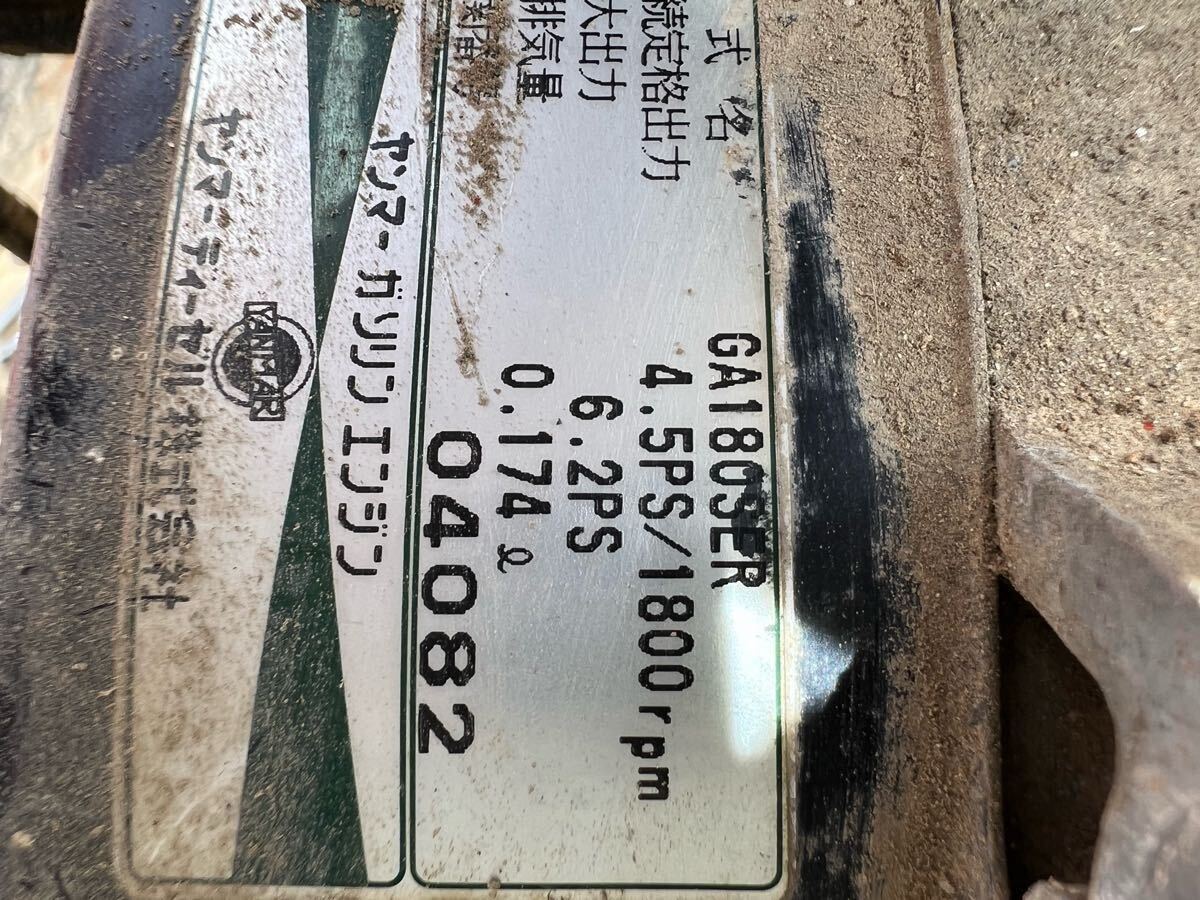 式 名 GA180SER
続定格出力 4.5PS/1800rpm
大出力 6.2PS
排気量 0.174ℓ
04082
ヤンマーガソリンエンジン
YANMAR
ヤンマーディーゼル株式会社